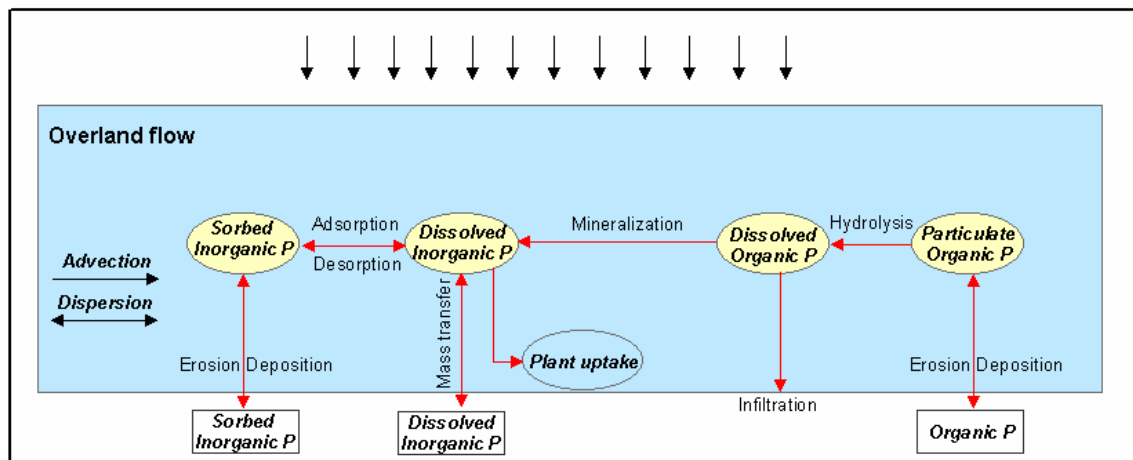 Overland flow
Sorbed
Inorganic P
Adsorption
Desorption
Dissolved
Inorganic P
Mineralization
Dissolved
Organic P
Hydrolysis
Particulate
Organic P
Advection
Dispersion
Erosion Deposition
Mass transfer
Plant uptake
Infiltration
Erosion Deposition
Sorbed
Inorganic P
Dissolved
Inorganic P
Organic P